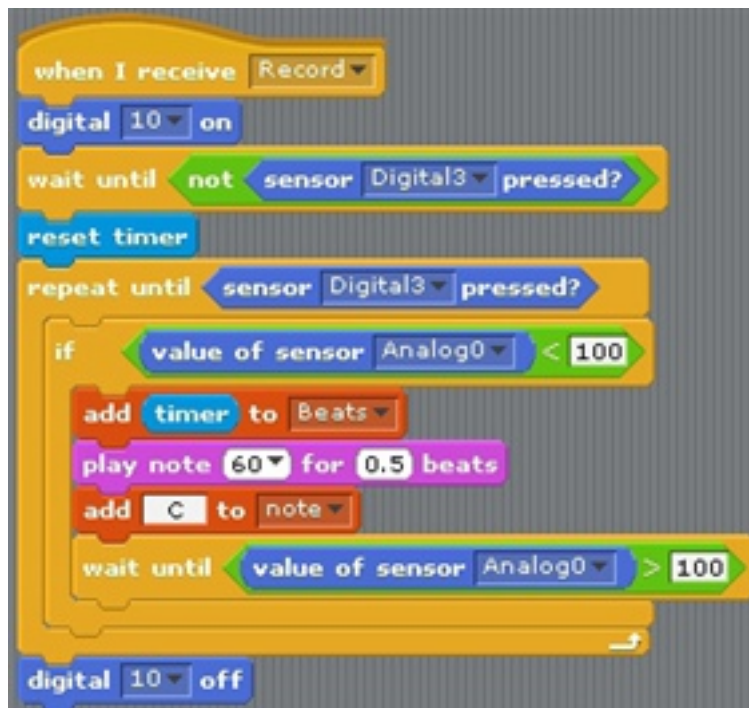 when I receive Record
digital 10 on
wait until not sensor Digital3 pressed?
reset timer
repeat until sensor Digital3 pressed?
if value of sensor Analog0 < 100
add timer to Beats
play note 60 for 0.5 beats
add C to note
wait until value of sensor Analog0 > 100
digital 10 off